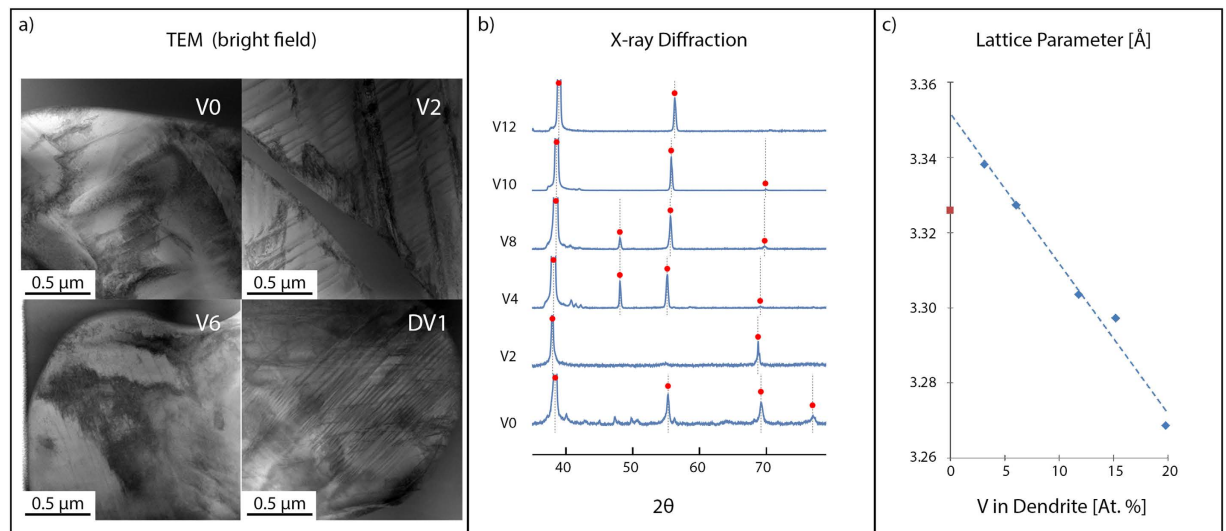 a)
TEM (bright field)
V0
0.5 μm
V2
0.5 μm
V6
0.5 μm
DV1
0.5 μm
b)
X-ray Diffraction
V12
V10
V8
V4
V2
V0
40 50 60 70
2θ
c)
Lattice Parameter [Å]
3.36
3.34
3.32
3.30
3.28
3.26
0 5 10 15 20
V in Dendrite [At. %]